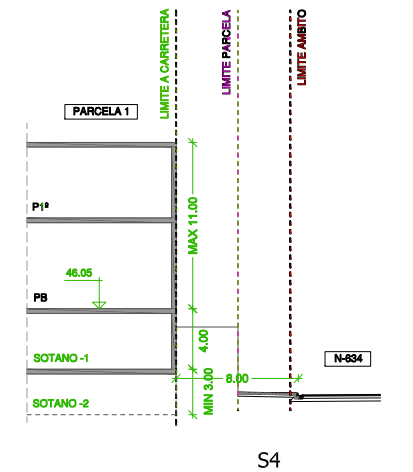 LIMITE A CARRETERA
LIMITE PARCELA
LIMITE AMBITO
PARCELA 1
P1ª
MAX 11.00
46.05
PB
4.00
SOTANO -1
N-634
8.00
MIN 3.00
SOTANO -2
S4